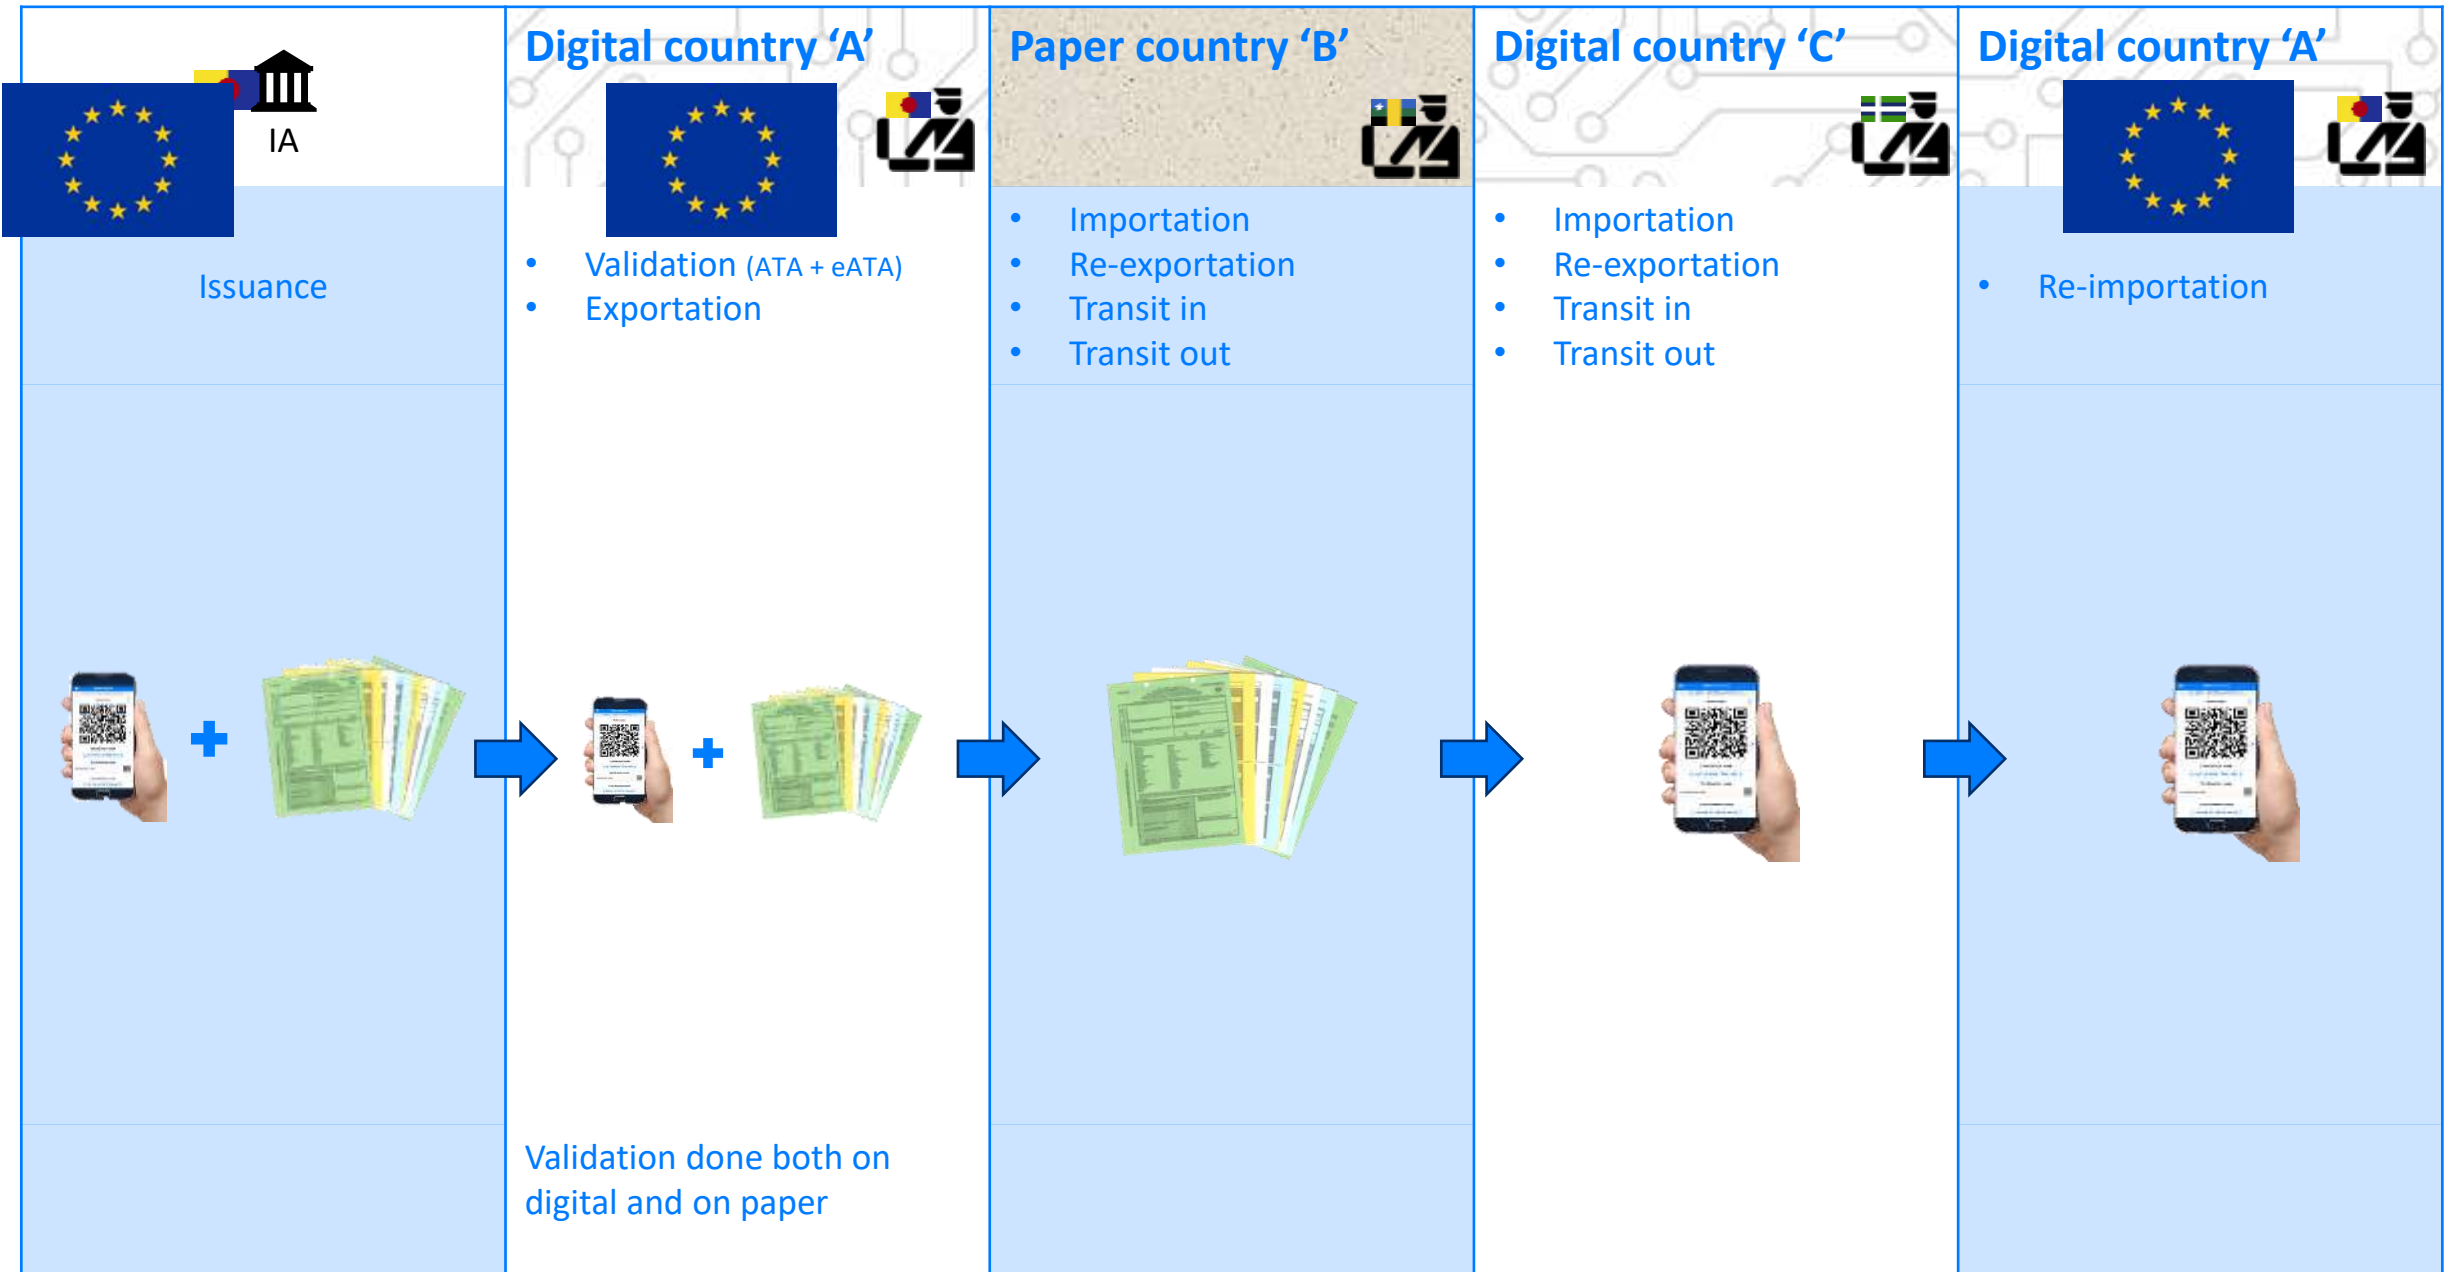 IA
Issuance
Digital country ‘A’
• Validation (ATA + eATA)
• Exportation
Validation done both on
digital and on paper
Paper country ‘B’
• Importation
• Re-exportation
• Transit in
• Transit out
Digital country ‘C’
• Importation
• Re-exportation
• Transit in
• Transit out
Digital country ‘A’
• Re-importation